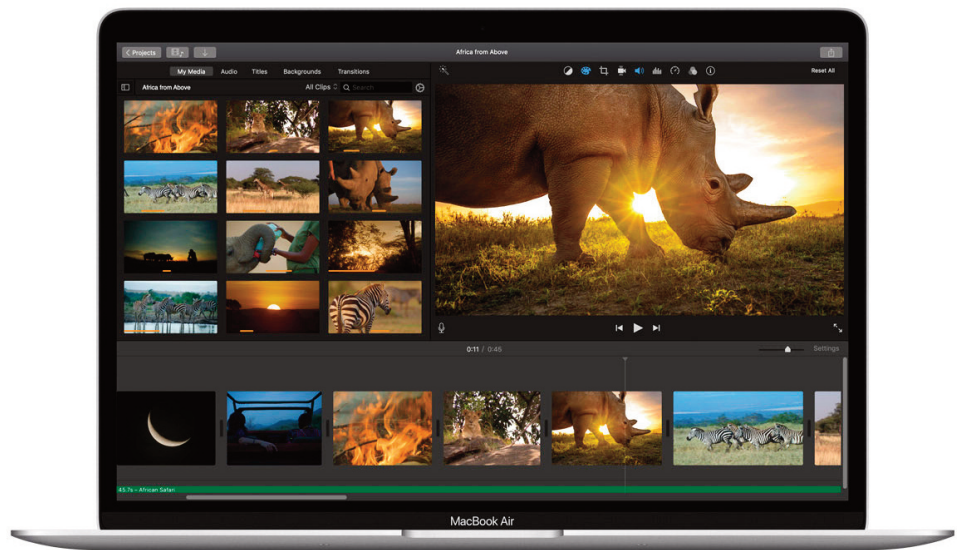 Projects
Africa from Above
My Media Audio Titles Backgrounds Transitions
Reset All
Africa from Above
All Clips
Search
0:11 / 0:45
Settings
45.7s – African Safari
MacBook Air